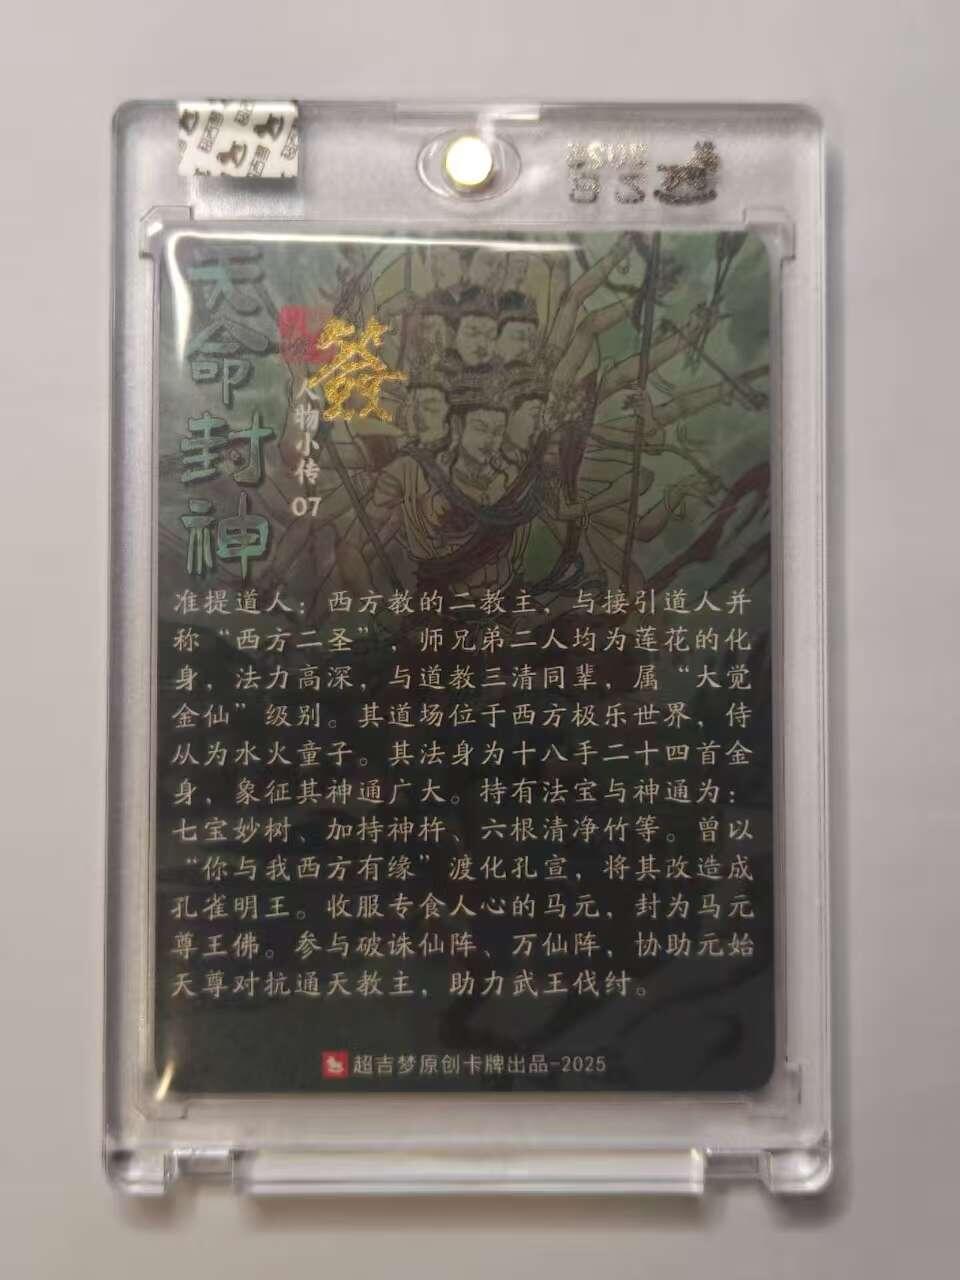 天命封神
簽
人物小传
07
准提道人：西方教的二教主，与接引道人并
称“西方二圣”，师兄弟二人均为莲花的化
身，法力高深，与道教三清同辈，属“大觉
金仙”级别。其道场位于西方极乐世界，侍
从为水火童子。其法身为十八手二十四首金
身，象征其神通广大。持有法宝与神通为：
七宝妙树、加持神杵、六根清净竹等。曾以
“你与我西方有缘”渡化孔宣，将其改造成
孔雀明王。收服专食人心的马元，封为马元
尊王佛。参与破诛仙阵、万仙阵，协助元始
天尊对抗通天教主，助力武王伐纣。
超吉梦原创卡牌出品-2025